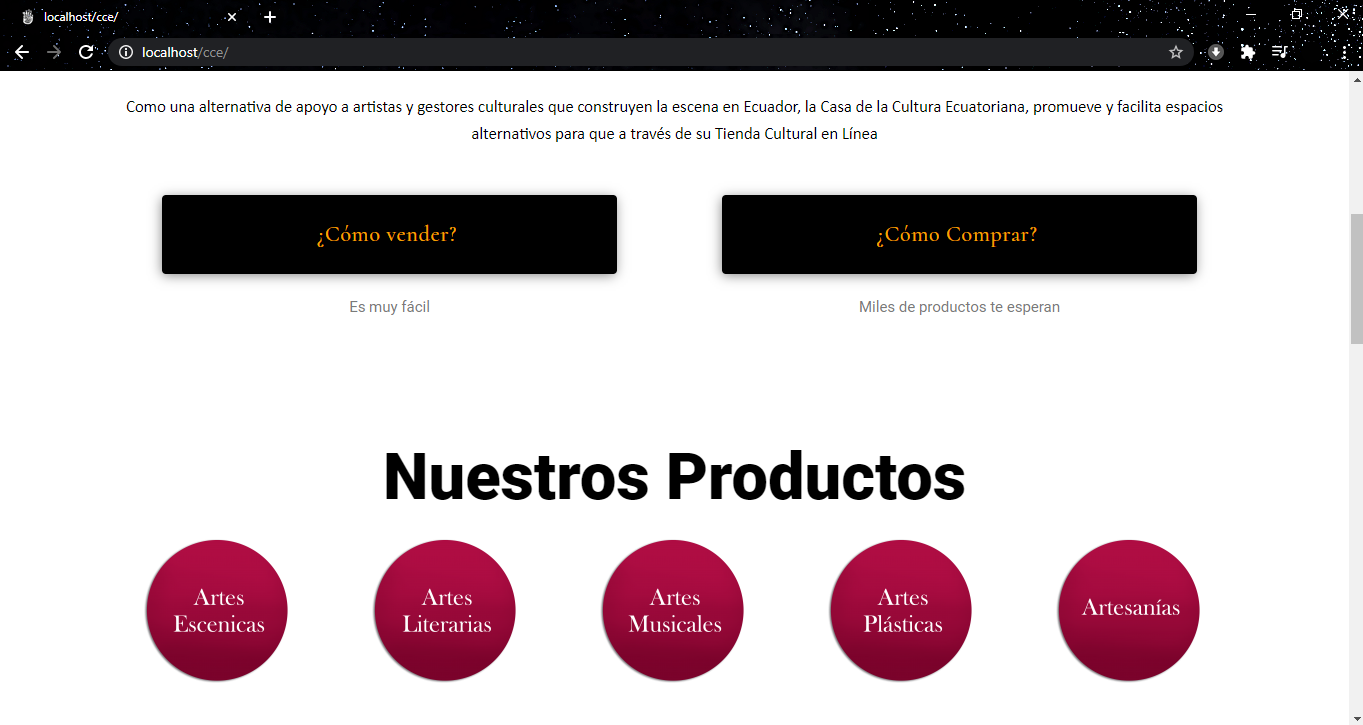 localhost/cce/
localhost/cce/
Como una alternativa de apoyo a artistas y gestores culturales que construyen la escena en Ecuador, la Casa de la Cultura Ecuatoriana, promueve y facilita espacios
alternativos para que a través de su Tienda Cultural en Línea
¿Cómo vender?
¿Cómo Comprar?
Es muy fácil
Miles de productos te esperan
Nuestros Productos
Artes
Escenicas
Artes
Literarias
Artes
Musicales
Artes
Plásticas
Artesanías